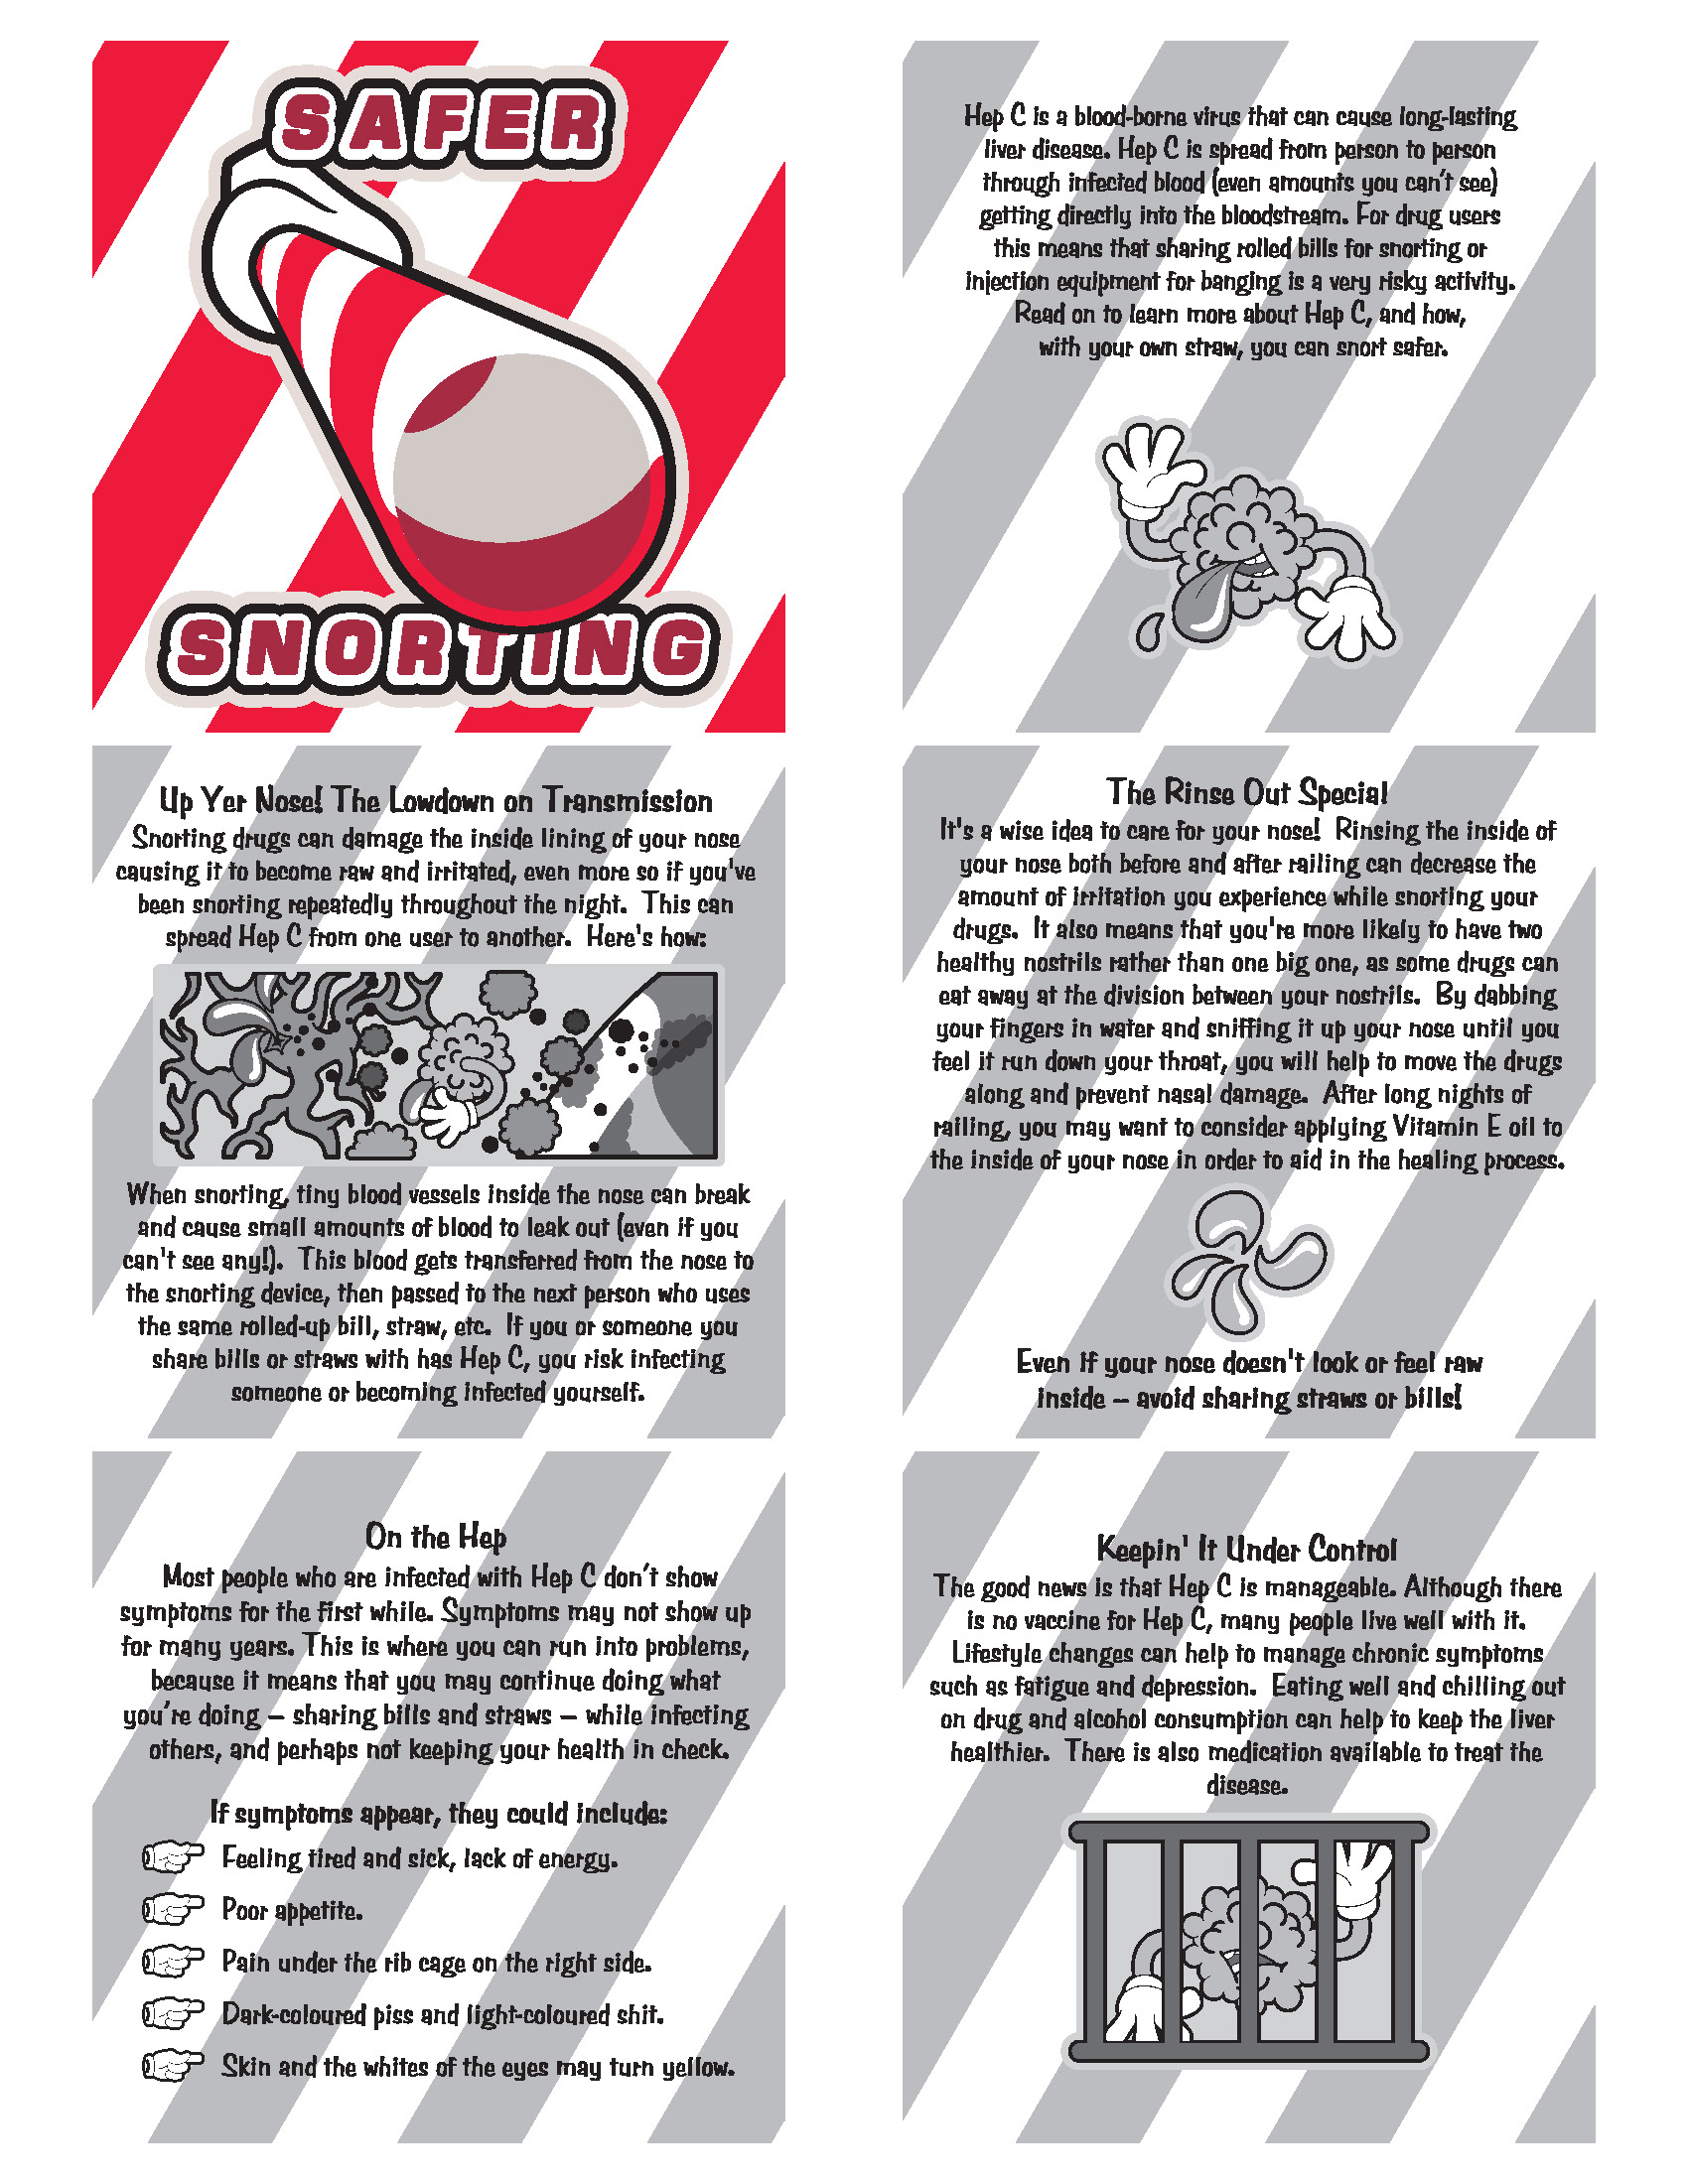 SAFER
SNORTING
Hep C is a blood-borne virus that can cause long-lasting
liver disease. Hep C is spread from person to person
through infected blood (even amounts you can't see)
getting directly into the bloodstream. For drug users
this means that sharing rolled bills for snorting or
injection equipment for banging is a very risky activity.
Read on to learn more about Hep C, and how,
with your own straw, you can snort safer.
Up Yer Nose! The Lowdown on Transmission
Snorting drugs can damage the inside lining of your nose
causing it to become raw and irritated, even more so if you've
been snorting repeatedly throughout the night. This can
spread Hep C from one user to another. Here's how:
When snorting, tiny blood vessels inside the nose can break
and cause small amounts of blood to leak out (even if you
can't see any!). This blood gets transferred from the nose to
the snorting device, then passed to the next person who uses
the same rolled-up bill, straw, etc. If you or someone you
share bills or straws with has Hep C, you risk infecting
someone or becoming infected yourself.
The Rinse Out Special
It's a wise idea to care for your nose! Rinsing the inside of
your nose both before and after railing can decrease the
amount of irritation you experience while snorting your
drugs. It also means that you're more likely to have two
healthy nostrils rather than one big one, as some drugs can
eat away at the division between your nostrils. By dabbing
your fingers in water and sniffing it up your nose until you
feel it run down your throat, you will help to move the drugs
along and prevent nasal damage. After long nights of
railing, you may want to consider applying Vitamin E oil to
the inside of your nose in order to aid in the healing process.
Even if your nose doesn't look or feel raw
inside – avoid sharing straws or bills!
On the Hep
Most people who are infected with Hep C don't show
symptoms for the first while. Symptoms may not show up
for many years. This is where you can run into problems,
because it means that you may continue doing what
you're doing – sharing bills and straws – while infecting
others, and perhaps not keeping your health in check.
If symptoms appear, they could include:
Feeling tired and sick, lack of energy.
Poor appetite.
Pain under the rib cage on the right side.
Dark-coloured piss and light-coloured shit.
Skin and the whites of the eyes may turn yellow.
Keepin' It Under Control
The good news is that Hep C is manageable. Although there
is no vaccine for Hep C, many people live well with it.
Lifestyle changes can help to manage chronic symptoms
such as fatigue and depression. Eating well and chilling out
on drug and alcohol consumption can help to keep the liver
healthier. There is also medication available to treat the
disease.